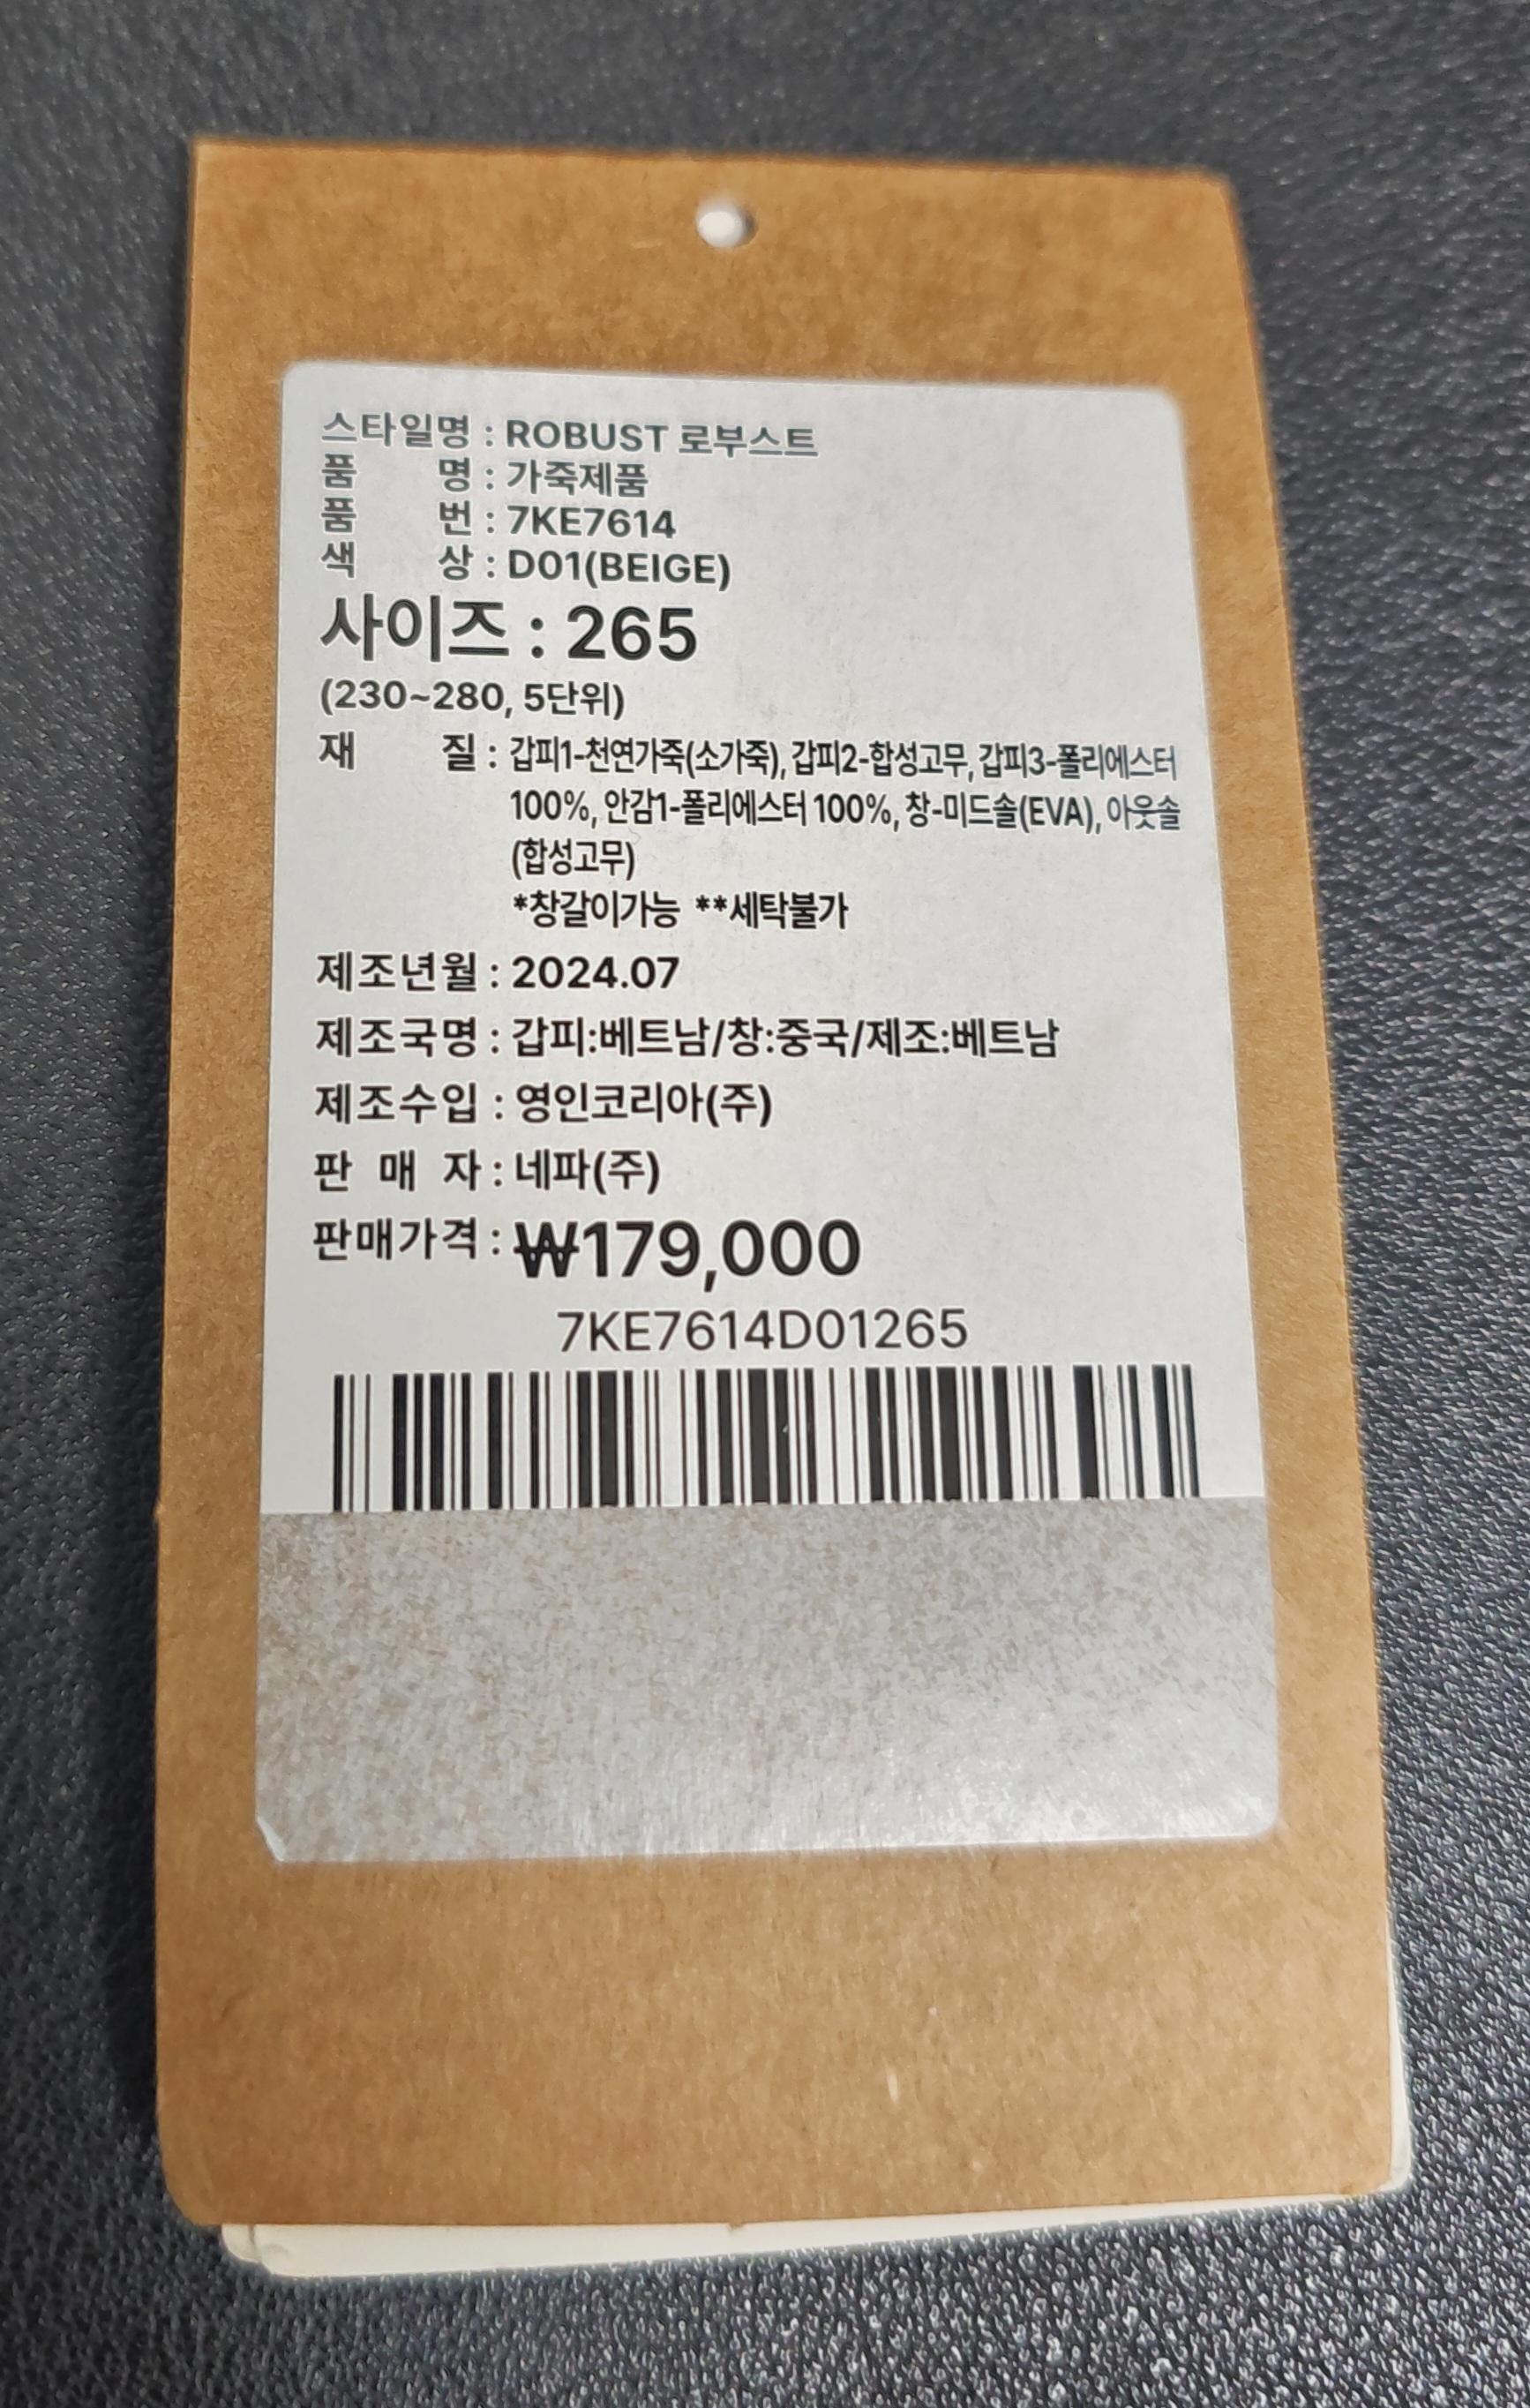 스타일명 : ROBUST 로부스트
품 명 : 가죽제품
품 번 : 7KE7614
색 상 : D01(BEIGE)
사이즈 : 265
(230~280, 5단위)
재 질 : 갑피1-천연가죽(소가죽), 갑피2-합성고무, 갑피3-폴리에스터
100%, 안감1-폴리에스터 100%, 창-미드솔(EVA), 아웃솔
(합성고무)
*창갈이가능 **세탁불가
제조년월 : 2024.07
제조국명 : 갑피:베트남/창:중국/제조:베트남
제조수입 : 영인코리아(주)
판 매 자 : 네파(주)
판매가격 : ₩179,000
7KE7614D01265